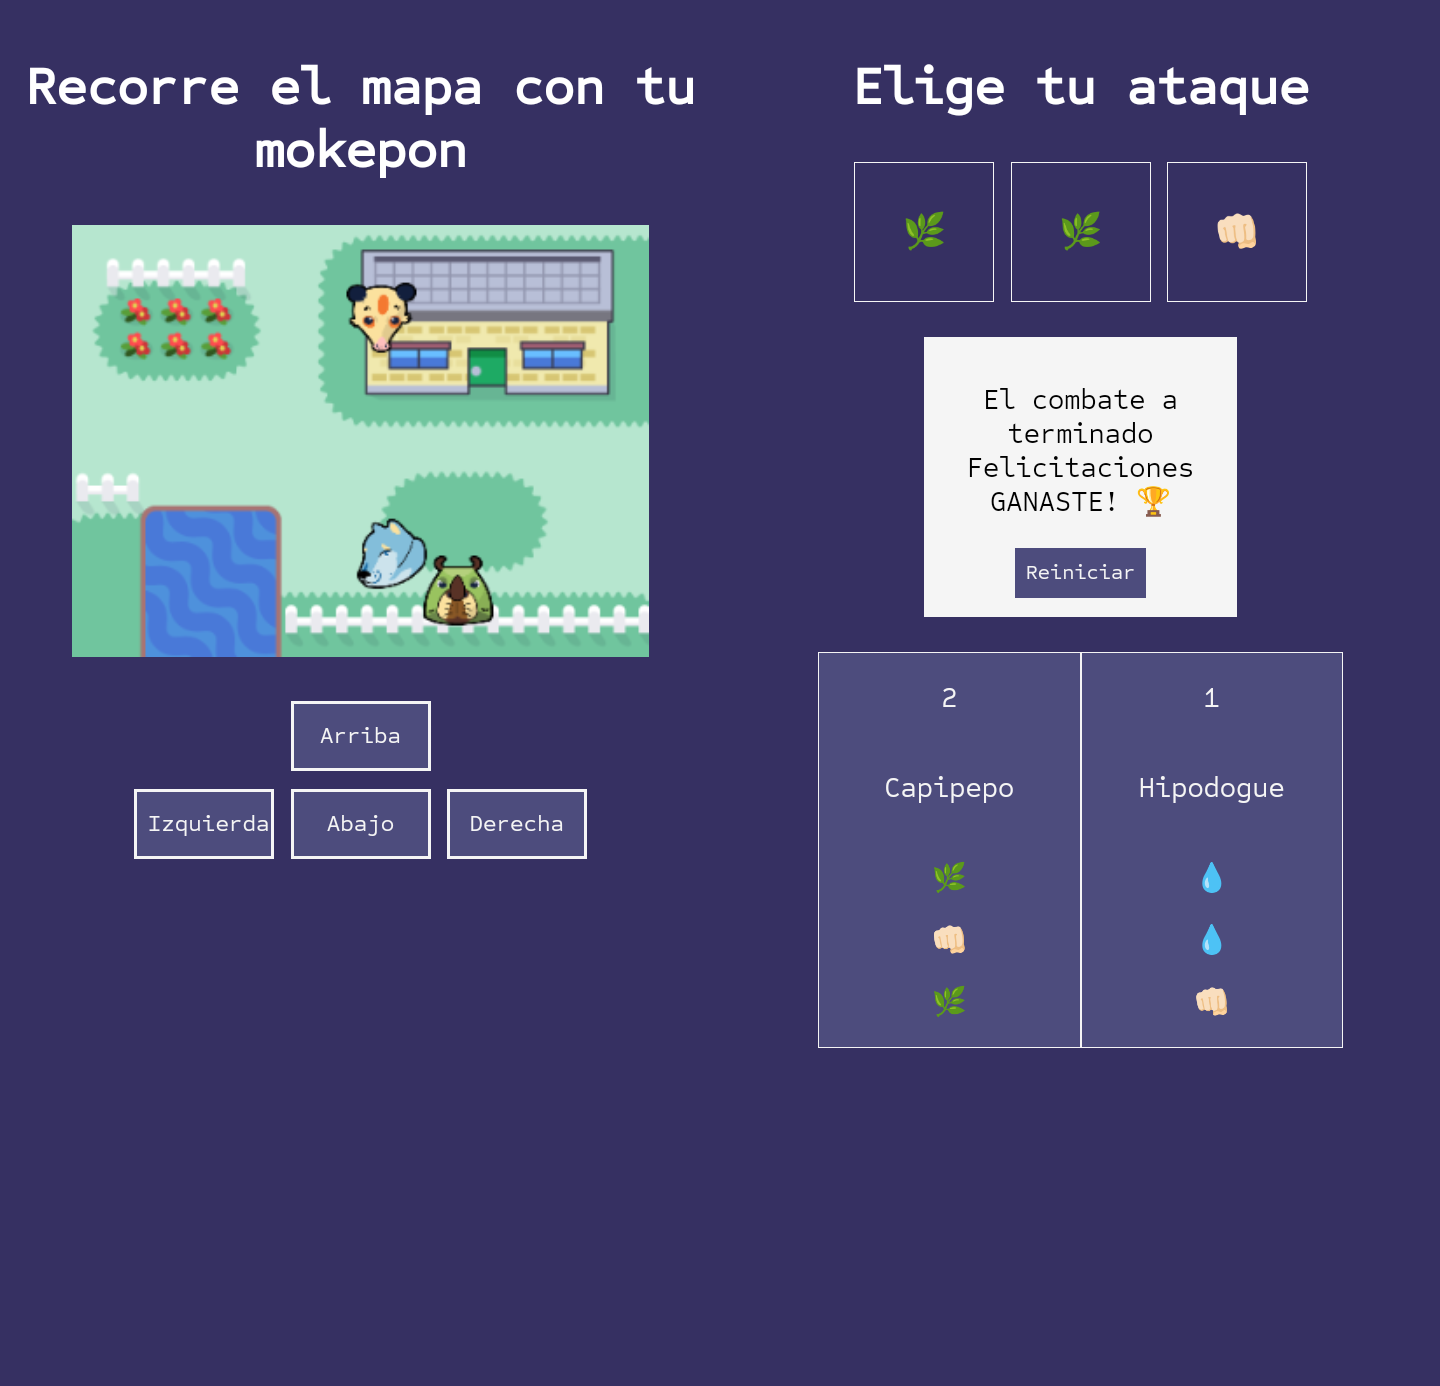 Recorre el mapa con tu
mokepon
Arriba
Izquierda
Abajo
Derecha
Elige tu ataque
🌿
🌿
👊🏻
El combate a
terminado
Felicitaciones
GANASTE! 🏆
Reiniciar
2
1
Capipepo
Hipodogue
🌿
💧
👊🏻
💧
🌿
👊🏻